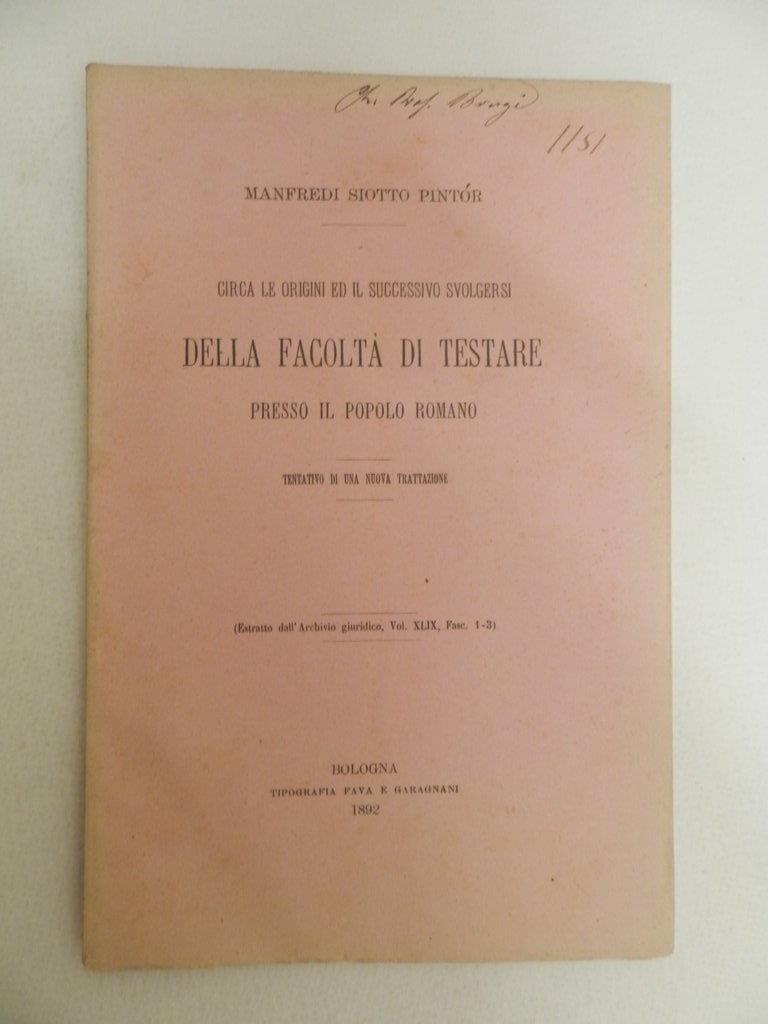 Prof. Brugi
1151
MANFREDI SIOTTO PINTÓR
CIRCA LE ORIGINI ED IL SUCCESSIVO SVOLGERSI
DELLA FACOLTÀ DI TESTARE
PRESSO IL POPOLO ROMANO
TENTATIVO DI UNA NUOVA TRATTAZIONE
(Estratto dall'Archivio giuridico, Vol. XLIX, Fasc. 1-3)
BOLOGNA
TIPOGRAFIA FAVA E GARAGNANI
1892